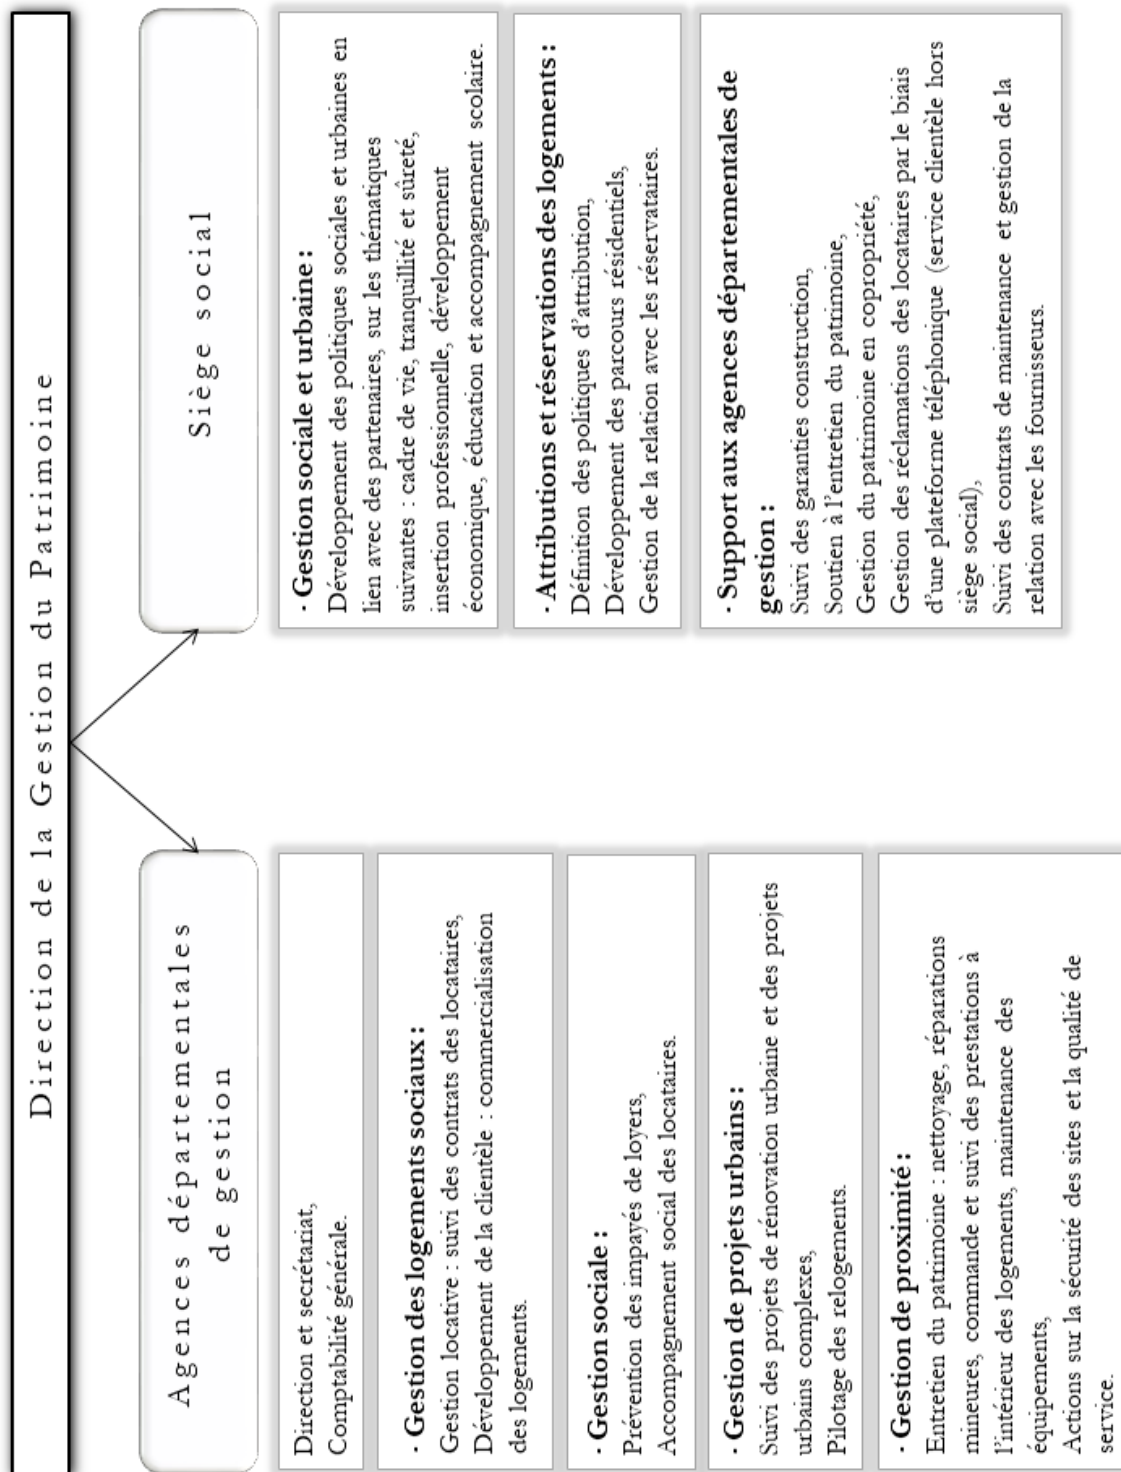 Direction de la Gestion du Patrimoine
Agences départementales
de gestion
Direction et secrétariat,
Comptabilité générale.
· Gestion des logements sociaux :
Gestion locative : suivi des contrats des locataires,
Développement de la clientèle : commercialisation
des logements.
· Gestion sociale :
Prévention des impayés de loyers,
Accompagnement social des locataires.
· Gestion de projets urbains :
Suivi des projets de rénovation urbaine et des projets
urbains complexes,
Pilotage des relogements.
· Gestion de proximité :
Entretien du patrimoine : nettoyage, réparations
mineures, commande et suivi des prestations à
l'intérieur des logements, maintenance des
équipements,
Actions sur la sécurité des sites et la qualité de
service.
Siège social
· Gestion sociale et urbaine :
Développement des politiques sociales et urbaines en
lien avec des partenaires, sur les thématiques
suivantes : cadre de vie, tranquillité et sûreté,
insertion professionnelle, développement
économique, éducation et accompagnement scolaire.
· Attributions et réservations des logements :
Définition des politiques d'attribution,
Développement des parcours résidentiels,
Gestion de la relation avec les réservataires.
· Support aux agences départementales de
gestion :
Suivi des garanties construction,
Soutien à l'entretien du patrimoine,
Gestion du patrimoine en copropriété,
Gestion des réclamations des locataires par le biais
d'une plateforme téléphonique (service clientèle hors
siège social),
Suivi des contrats de maintenance et gestion de la
relation avec les fournisseurs.